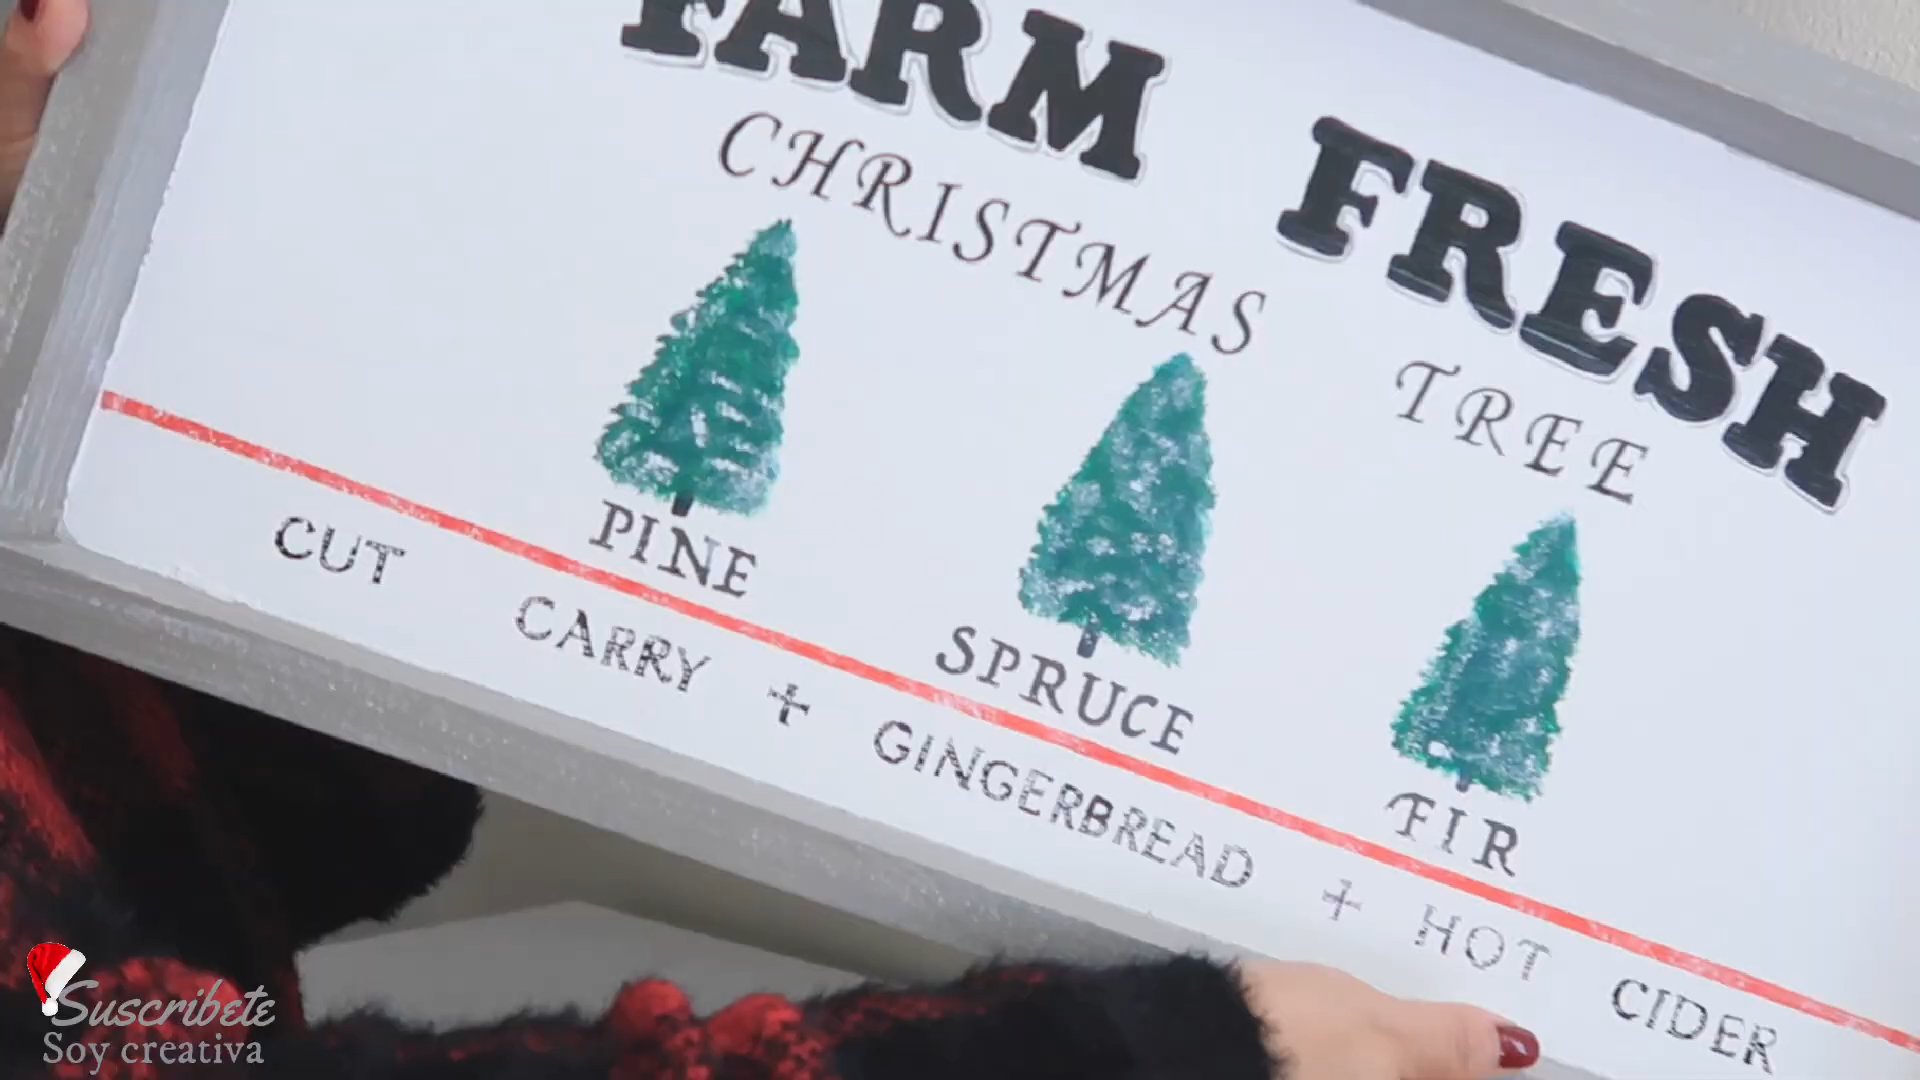 FARM FRESH
CHRISTMAS TREE
PINE SPRUCE FIR
CUT CARRY + GINGERBREAD + HOT CIDER
Suscribete
Soy creativa